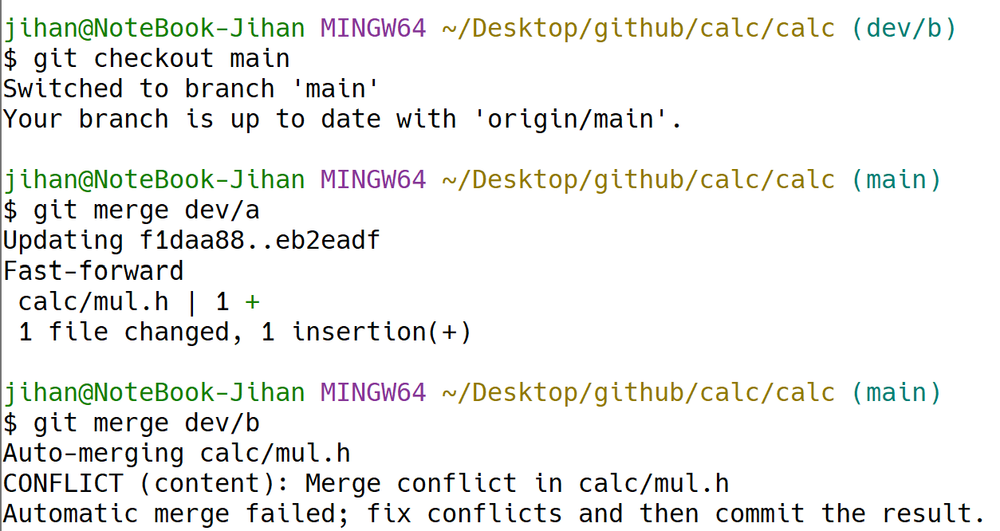 jihan@NoteBook-Jihan MINGW64 ~/Desktop/github/calc/calc (dev/b)
$ git checkout main
Switched to branch 'main'
Your branch is up to date with 'origin/main'.
jihan@NoteBook-Jihan MINGW64 ~/Desktop/github/calc/calc (main)
$ git merge dev/a
Updating f1daa88..eb2eadf
Fast-forward
 calc/mul.h | 1 +
 1 file changed, 1 insertion(+)
jihan@NoteBook-Jihan MINGW64 ~/Desktop/github/calc/calc (main)
$ git merge dev/b
Auto-merging calc/mul.h
CONFLICT (content): Merge conflict in calc/mul.h
Automatic merge failed; fix conflicts and then commit the result.